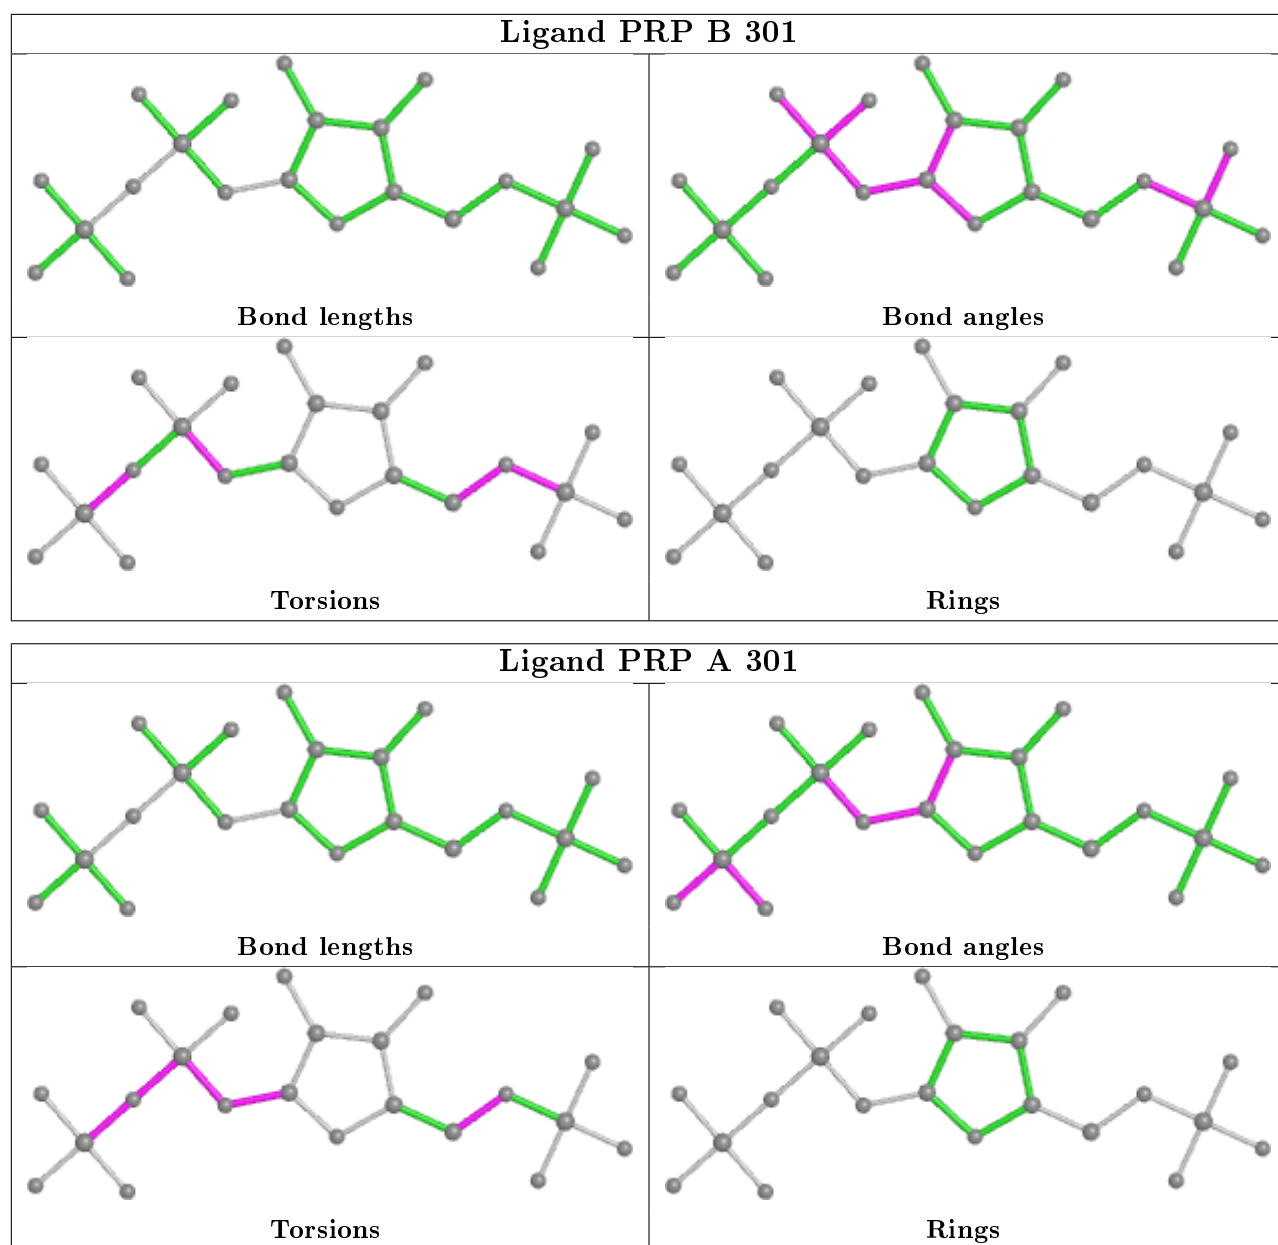 Ligand PRP B 301
Bond lengths
Bond angles
Torsions
Rings
Ligand PRP A 301
Bond lengths
Bond angles
Torsions
Rings